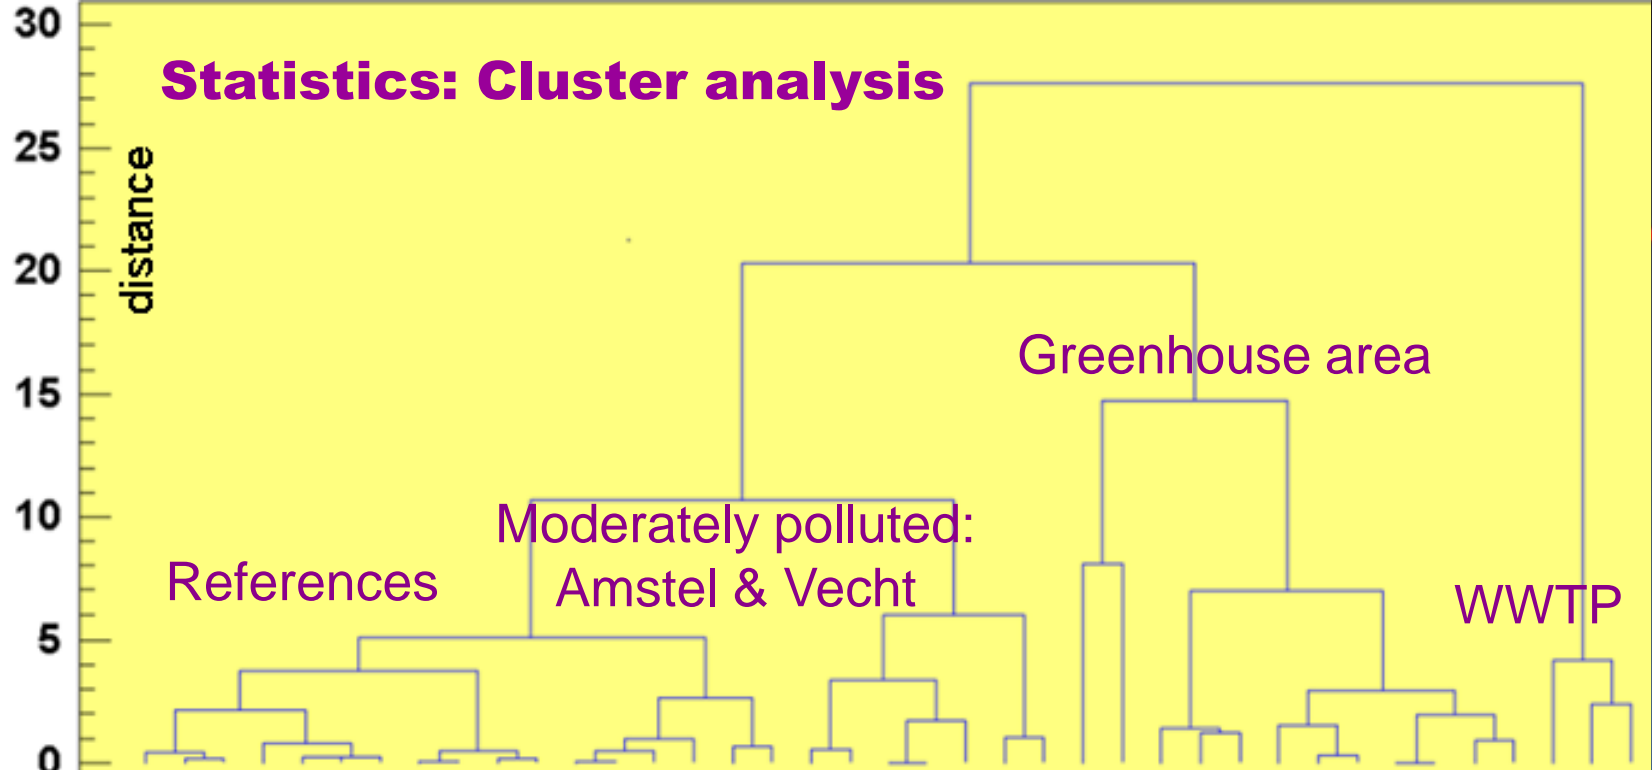 30
Statistics: Cluster analysis
25
distance
20
Greenhouse area
15
10
Moderately polluted:
References
Amstel & Vecht
WWTP
5
0